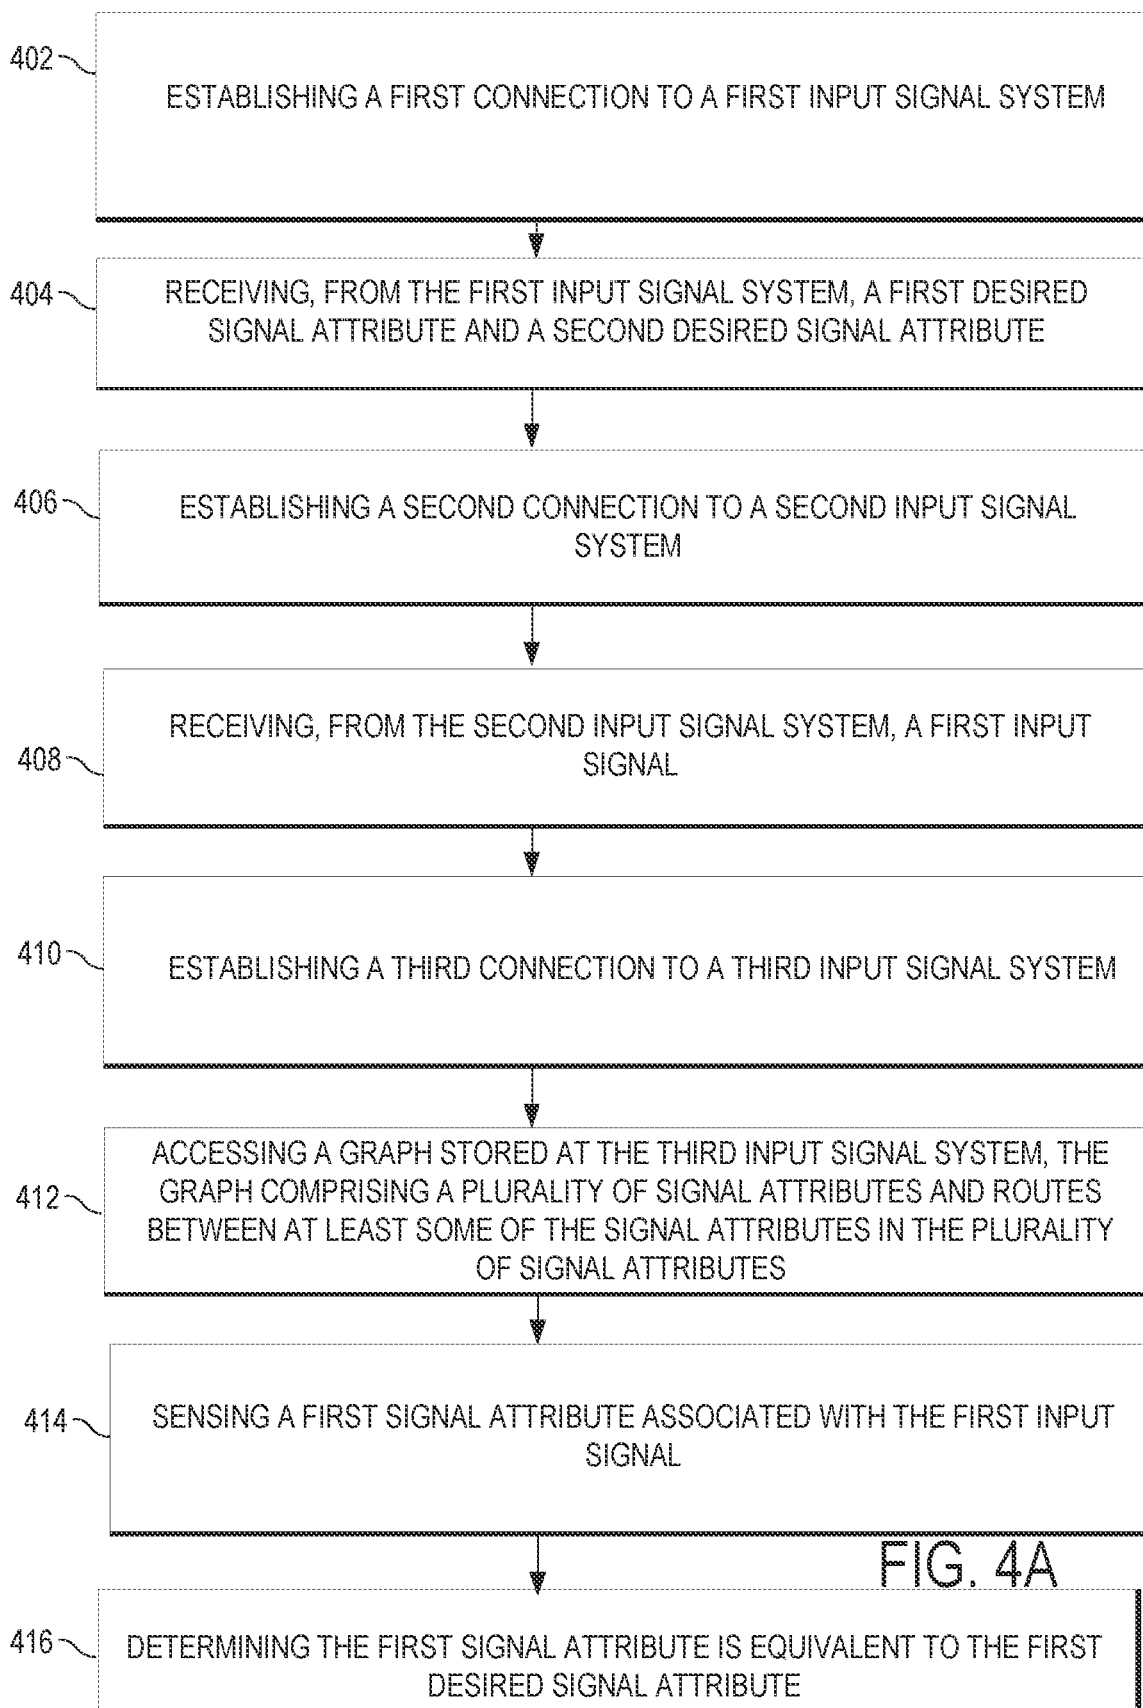 402
ESTABLISHING A FIRST CONNECTION TO A FIRST INPUT SIGNAL SYSTEM
404
RECEIVING, FROM THE FIRST INPUT SIGNAL SYSTEM, A FIRST DESIRED
SIGNAL ATTRIBUTE AND A SECOND DESIRED SIGNAL ATTRIBUTE
406
ESTABLISHING A SECOND CONNECTION TO A SECOND INPUT SIGNAL
SYSTEM
408
RECEIVING, FROM THE SECOND INPUT SIGNAL SYSTEM, A FIRST INPUT
SIGNAL
410
ESTABLISHING A THIRD CONNECTION TO A THIRD INPUT SIGNAL SYSTEM
412
ACCESSING A GRAPH STORED AT THE THIRD INPUT SIGNAL SYSTEM, THE
GRAPH COMPRISING A PLURALITY OF SIGNAL ATTRIBUTES AND ROUTES
BETWEEN AT LEAST SOME OF THE SIGNAL ATTRIBUTES IN THE PLURALITY
OF SIGNAL ATTRIBUTES
414
SENSING A FIRST SIGNAL ATTRIBUTE ASSOCIATED WITH THE FIRST INPUT
SIGNAL
FIG. 4A
416
DETERMINING THE FIRST SIGNAL ATTRIBUTE IS EQUIVALENT TO THE FIRST
DESIRED SIGNAL ATTRIBUTE